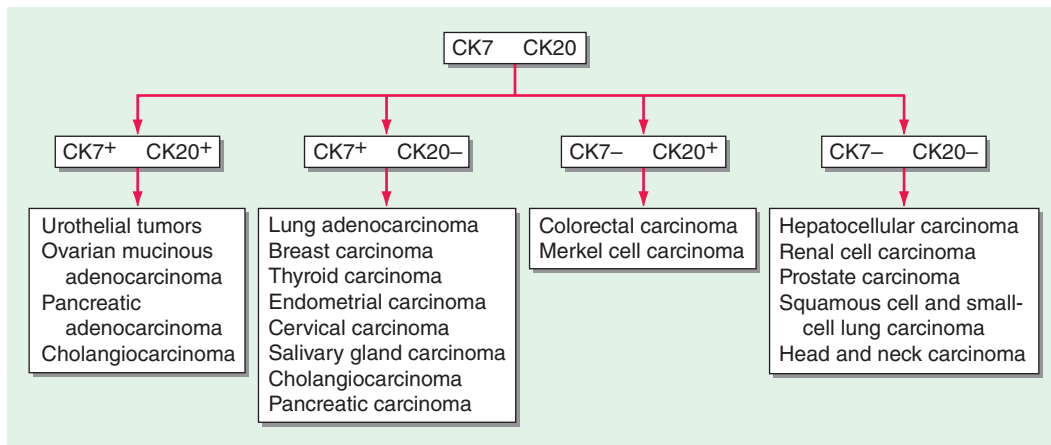 CK7 CK20
CK7+ CK20+
CK7+ CK20–
CK7– CK20+
CK7– CK20–
Urothelial tumors
Ovarian mucinous
adenocarcinoma
Pancreatic
adenocarcinoma
Cholangiocarcinoma
Lung adenocarcinoma
Breast carcinoma
Thyroid carcinoma
Endometrial carcinoma
Cervical carcinoma
Salivary gland carcinoma
Cholangiocarcinoma
Pancreatic carcinoma
Colorectal carcinoma
Merkel cell carcinoma
Hepatocellular carcinoma
Renal cell carcinoma
Prostate carcinoma
Squamous cell and small-
cell lung carcinoma
Head and neck carcinoma